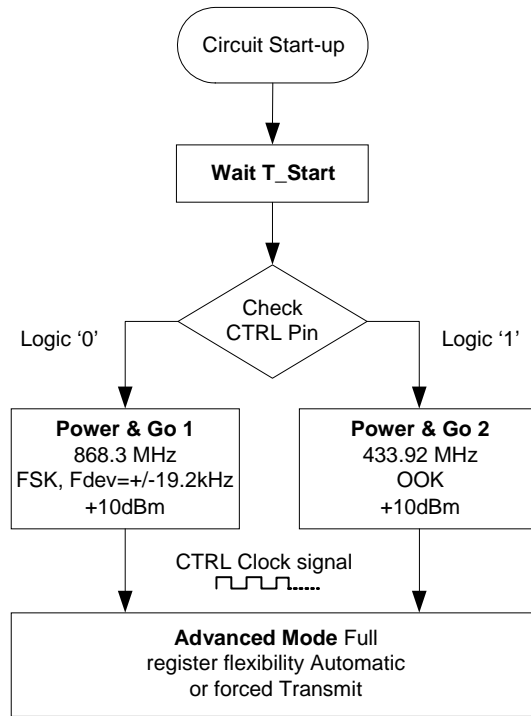 Circuit Start-up
Wait T_Start
Check
CTRL Pin
Logic ‘0’
Logic ‘1’
Power & Go 1
868.3 MHz
FSK, Fdev=+/-19.2kHz
+10dBm
Power & Go 2
433.92 MHz
OOK
+10dBm
CTRL Clock signal
Advanced Mode Full
register flexibility Automatic
or forced Transmit